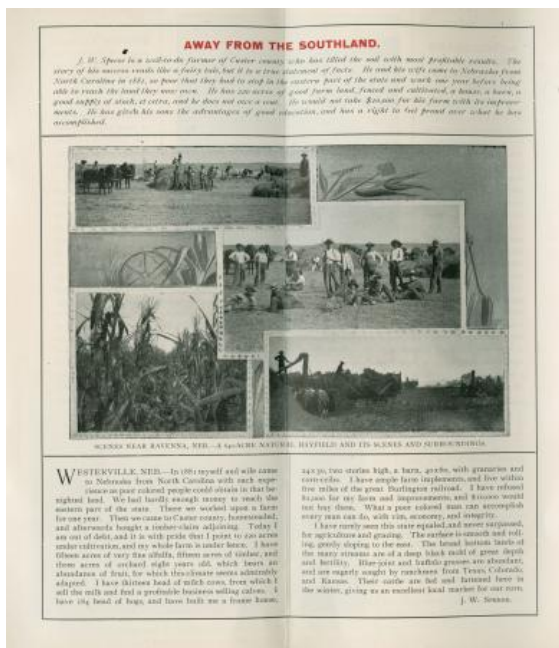 AWAY FROM THE SOUTHLAND.
J. W. Speese is a well-to-do farmer of Custer county who has tilled the soil with most profitable results. The
story of his success reads like a fairy tale, but it is a true statement of facts. He and his wife came to Nebraska from
North Carolina in 1881, so poor that they had to stop in the eastern part of the state and work one year before being
able to reach the land they now own. He has 220 acres of good farm land, fenced and cultivated, a house, a barn, a
good supply of stock, et cetra, and he does not owe a cent. He would not take $10,000 for his farm with its improve-
ments. He has given his sons the advantages of good education, and has a right to feel proud over what he has
accomplished.
SCENES NEAR RAVENNA, NEB.—A 640-ACRE NATURAL HAYFIELD AND ITS SCENES AND SURROUNDINGS.
WESTERVILLE, NEB.—In 1881 myself and wife came
to Nebraska from North Carolina with such expe-
rience as poor colored people could obtain in that be-
nighted land. We had hardly enough money to reach the
eastern part of the state. There we worked upon a farm
for one year. Then we came to Custer county, homesteaded,
and afterwards bought a timber-claim adjoining. Today I
am out of debt, and it is with pride that I point to 220 acres
under cultivation, and my whole farm is under fence. I have
fifteen acres of very fine alfalfa, fifteen acres of timber, and
three acres of orchard eight years old, which bears an
abundance of fruit, for which this climate seems admirably
adapted. I have thirteen head of milch cows, from which I
sell the milk and find a profitable business selling calves. I
have 184 head of hogs, and have built me a frame house,
24x30, two stories high, a barn, 40x80, with granaries and
corn-cribs. I have ample farm implements, and live within
five miles of the great Burlington railroad. I have refused
for my farm and improvements, and $10,000 would
not buy them. What a poor colored man can accomplish
every man can do, with vim, economy, and integrity.
I have rarely seen this state equaled, and never surpassed,
for agriculture and grazing. The surface is smooth and roll-
ing, gently sloping to the east. The broad bottom lands of
the many streams are of a deep black mold of great depth
and fertility. Blue-joint and buffalo grasses are abundant,
and are eagerly sought by ranchmen from Texas, Colorado
and Kansas. Their cattle are fed and fattened here in
the winter, giving us an excellent local market for our corn.
J. W. SPEESE.